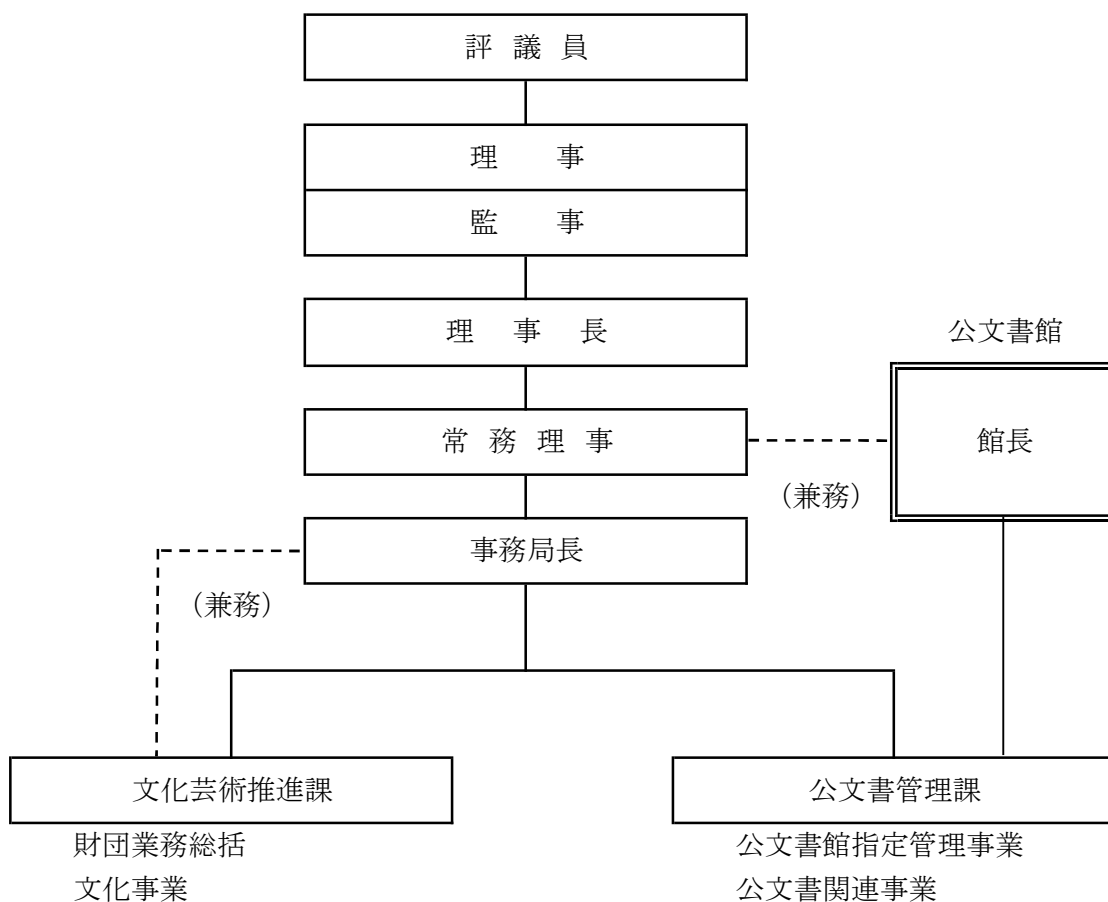 評 議 員
理 事
監 事
理 事 長
公文書館
常 務 理 事
館長
（兼務）
事務局長
（兼務）
文化芸術推進課
公文書管理課
財団業務総括
文化事業
公文書館指定管理事業
公文書関連事業